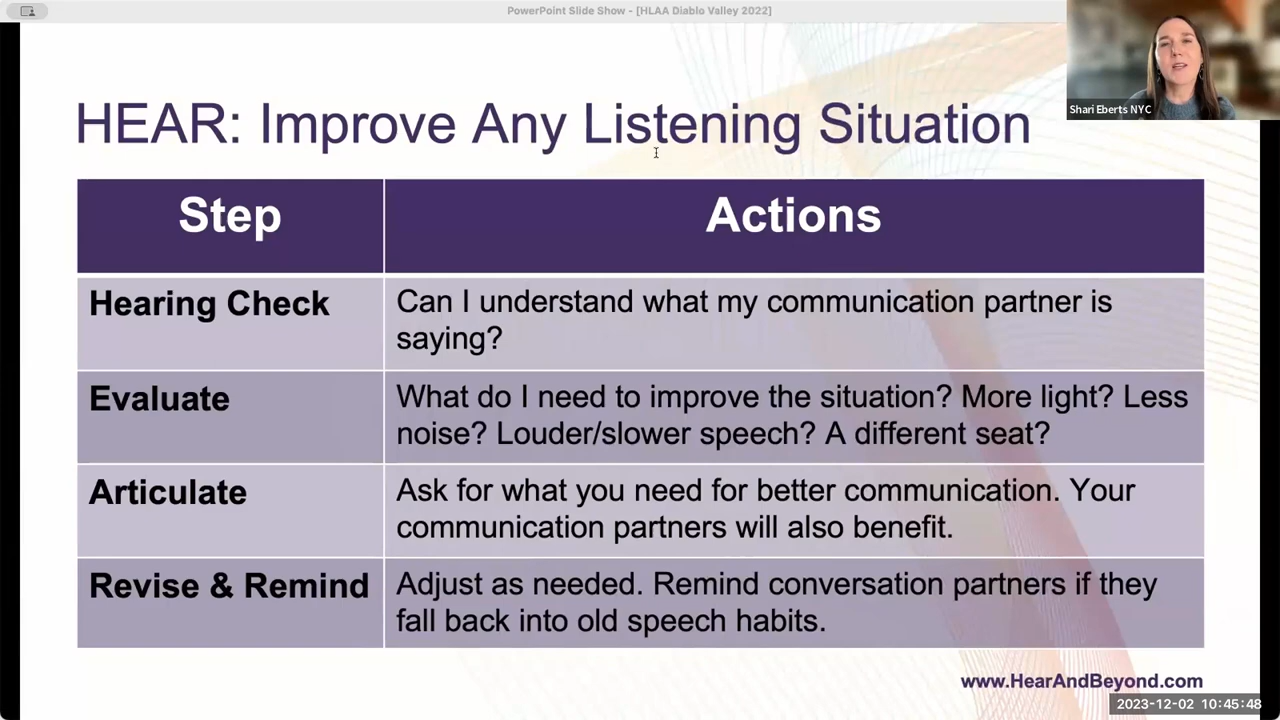 PowerPoint Slide Show - [HLAA Diablo Valley 2022]
Shari Eberts NYC
HEAR: Improve Any Listening Situation
Step
Actions
Hearing Check
Can I understand what my communication partner is
saying?
Evaluate
What do I need to improve the situation? More light? Less
noise? Louder/slower speech? A different seat?
Articulate
Ask for what you need for better communication. Your
communication partners will also benefit.
Revise & Remind
Adjust as needed. Remind conversation partners if they
fall back into old speech habits.
www.HearAndBeyond.com
2023-12-02 10:45:48